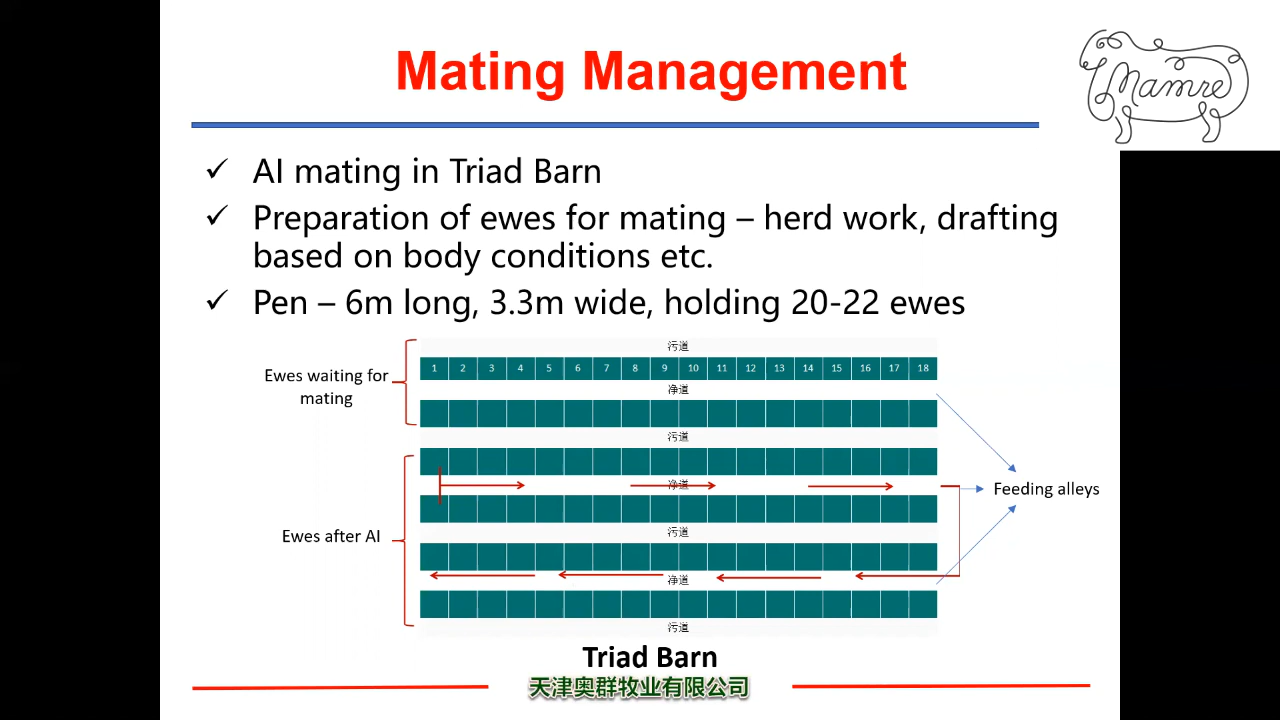 Mating Management
Mamre
✓ AI mating in Triad Barn
✓ Preparation of ewes for mating – herd work, drafting
based on body conditions etc.
✓ Pen – 6m long, 3.3m wide, holding 20-22 ewes
污道
1 2 3 4 5 6 7 8 9 10 11 12 13 14 15 16 17 18
Ewes waiting for
mating
净道
污道
净道
Feeding alleys
污道
Ewes after AI
净道
污道
Triad Barn
天津奥群牧业有限公司